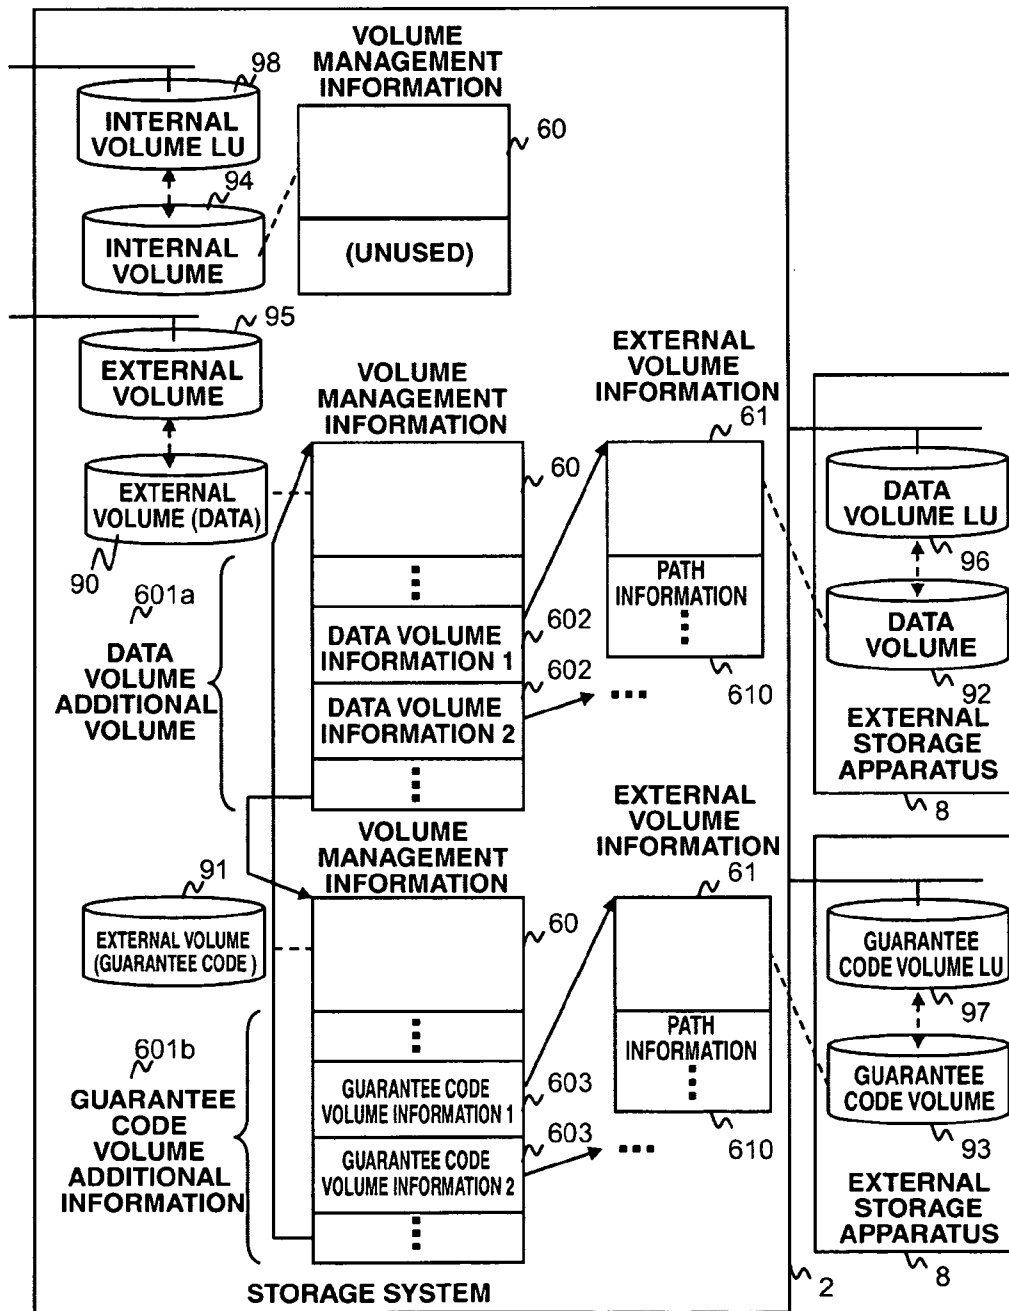 VOLUME
MANAGEMENT
INFORMATION
98
INTERNAL
VOLUME LU
60
94
INTERNAL
VOLUME
(UNUSED)
95
EXTERNAL
VOLUME
VOLUME
MANAGEMENT
INFORMATION
EXTERNAL
VOLUME
INFORMATION
61
60
EXTERNAL
VOLUME (DATA)
90
DATA
VOLUME LU
96
601a
DATA
VOLUME
ADDITIONAL
VOLUME
PATH
INFORMATION
DATA VOLUME
INFORMATION 1
602
DATA VOLUME
INFORMATION 2
602
610
DATA
VOLUME
92
EXTERNAL
STORAGE
APPARATUS
8
VOLUME
MANAGEMENT
INFORMATION
EXTERNAL
VOLUME
INFORMATION
61
91
60
EXTERNAL VOLUME
(GUARANTEE CODE)
GUARANTEE
CODE VOLUME LU
97
601b
GUARANTEE
CODE
VOLUME
ADDITIONAL
INFORMATION
PATH
INFORMATION
GUARANTEE CODE
VOLUME INFORMATION 1
603
GUARANTEE CODE
VOLUME INFORMATION 2
603
610
GUARANTEE
CODE VOLUME
93
EXTERNAL
STORAGE
APPARATUS
8
STORAGE SYSTEM
2